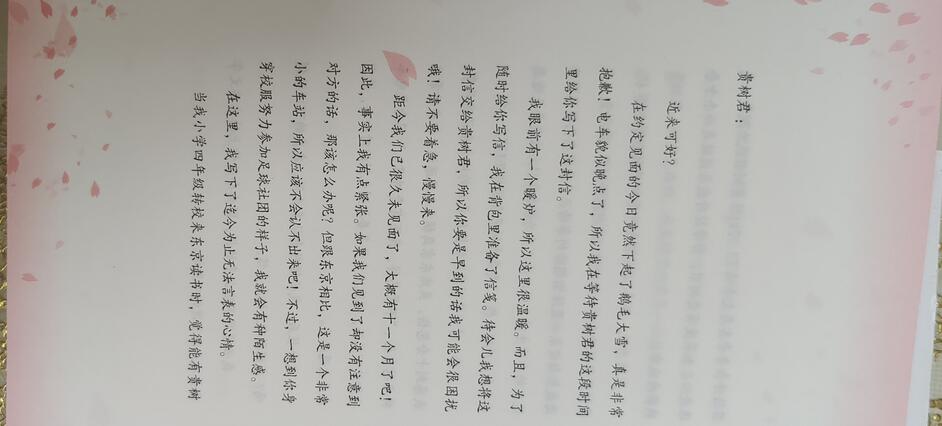 贵树君：
近来可好？
在约定见面的今日竟然下起了鹅毛大雪，真是非常
抱歉！电车貌似晚点了，所以我在等待贵树君的这段时间
里给你写下了这封信。
我眼前有一个暖炉，所以这里很温暖。而且，为了
随时给你写信，我在背包里准备了信笺。待会儿我想将这
封信交给贵树君，所以你要是早到的话我可能会很困扰
哦！请不要着急，慢慢来。
距今我们已很久未见面了，大概有十一个月了吧！
因此，事实上我有点紧张。如果我们见到了却没有注意到
对方的话，那该怎么办呢？但跟东京相比，这是一个非常
小的车站，所以应该不会认不出来吧！不过，一想到你身
穿校服努力参加足球社团的样子，我就会有种陌生感。
在这里，我写下了迄今为止无法言表的心情。
当我小学四年级转校来东京读书时，觉得能有贵树